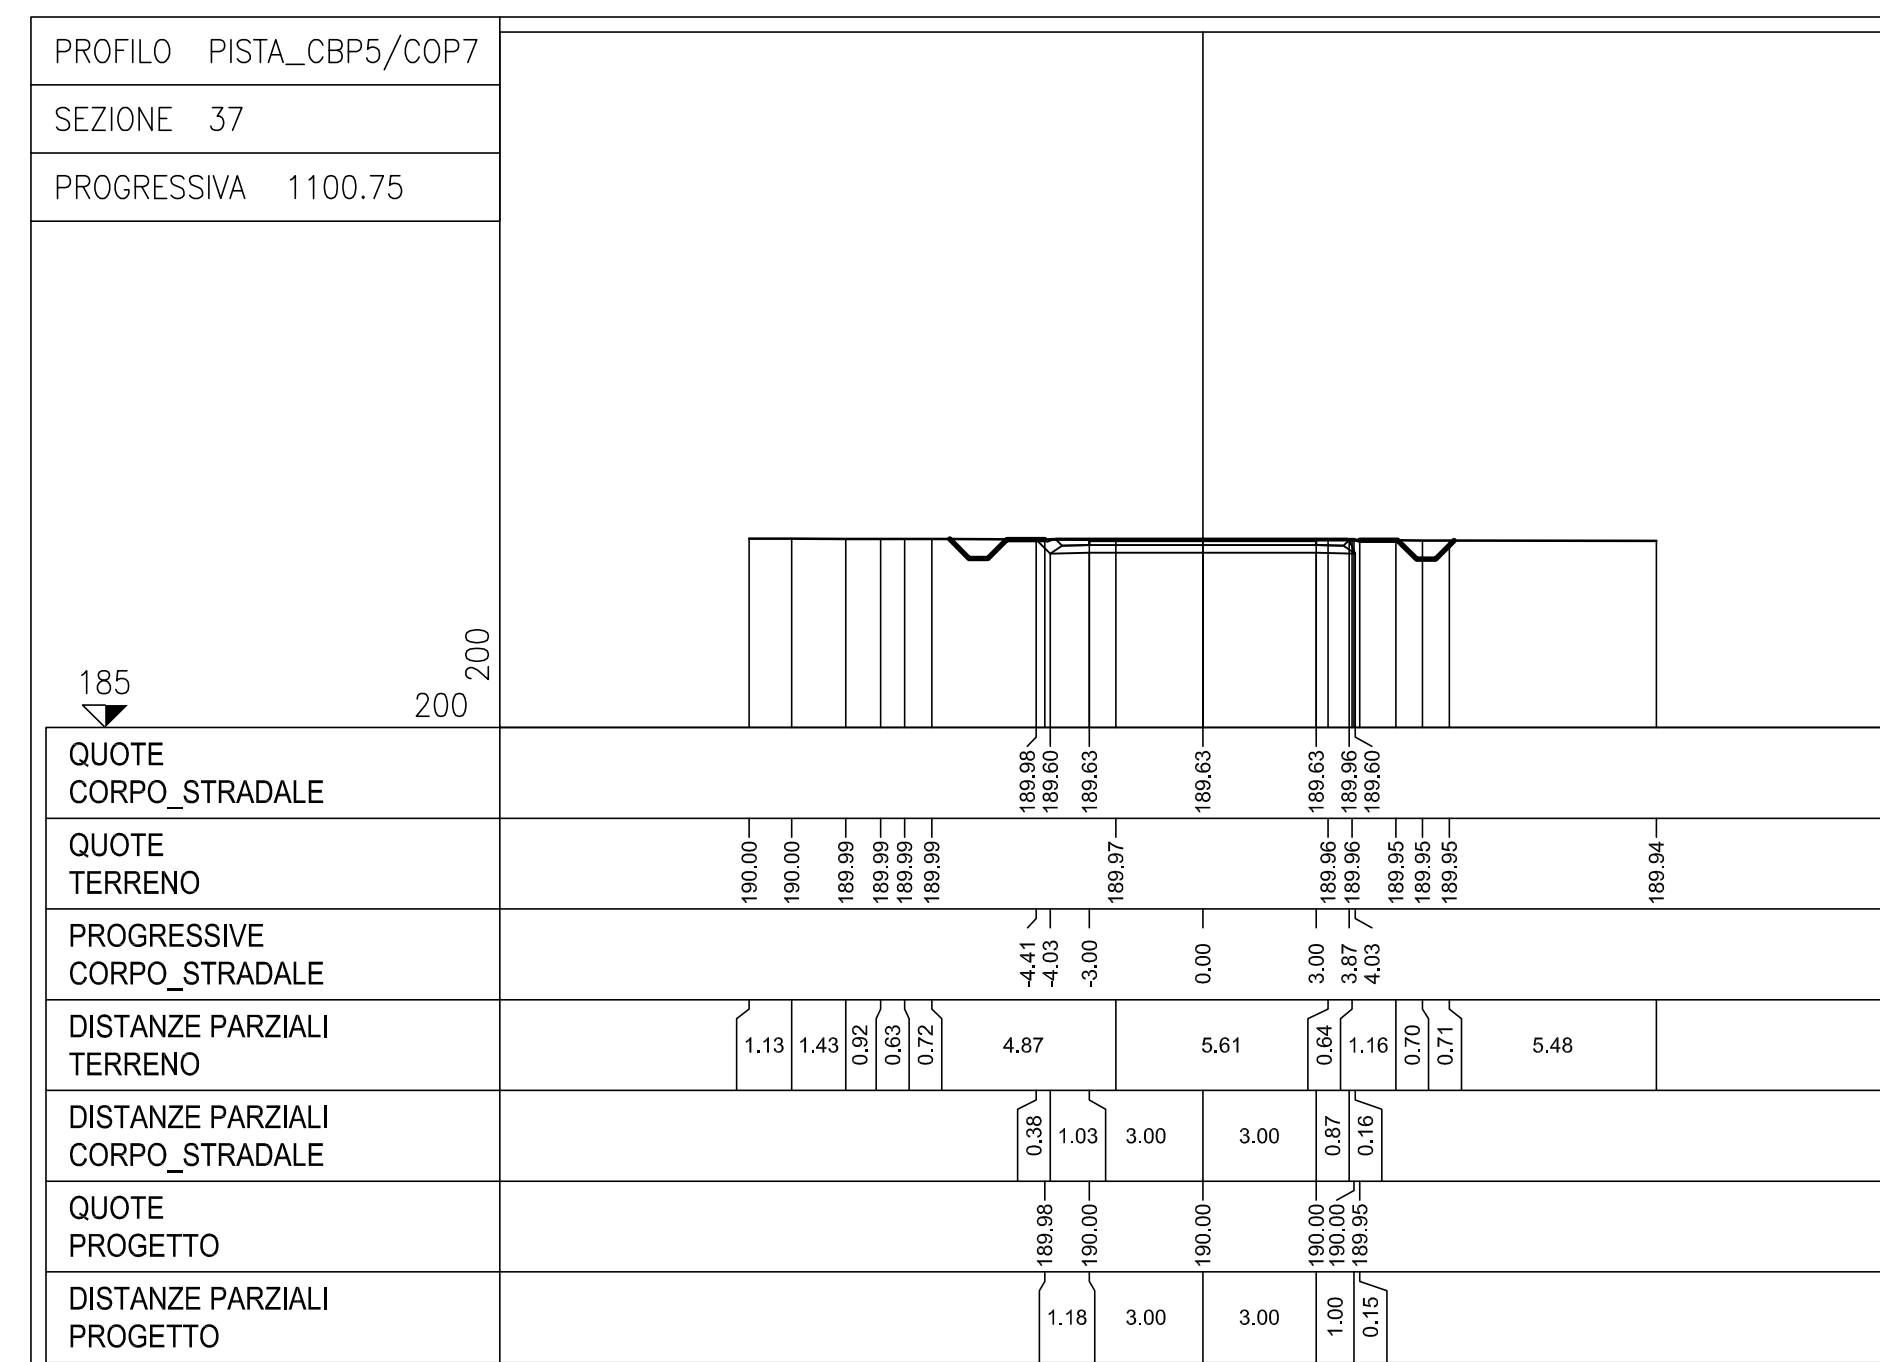 PROFILO PISTA_CBP5/COP7
SEZIONE 37
PROGRESSIVA 1100.75
200
185
200
QUOTE
CORPO_STRADALE
189.98 189.60 189.63 189.63 189.63 189.96 189.60
QUOTE
TERRENO
190.00 190.00 189.99 189.99 189.99 189.99 189.97 189.96 189.96 189.95 189.95 189.95 189.94
PROGRESSIVE
CORPO_STRADALE
-4.41 -4.03 -3.00 0.00 3.00 3.87 4.03
DISTANZE PARZIALI
TERRENO
1.13 1.43 0.92 0.63 0.72 4.87 5.61 0.64 1.16 0.70 0.71 5.48
DISTANZE PARZIALI
CORPO_STRADALE
0.38 1.03 3.00 3.00 0.87 0.16
QUOTE
PROGETTO
189.98 190.00 190.00 190.00 190.00 189.95
DISTANZE PARZIALI
PROGETTO
1.18 3.00 3.00 1.00 0.15